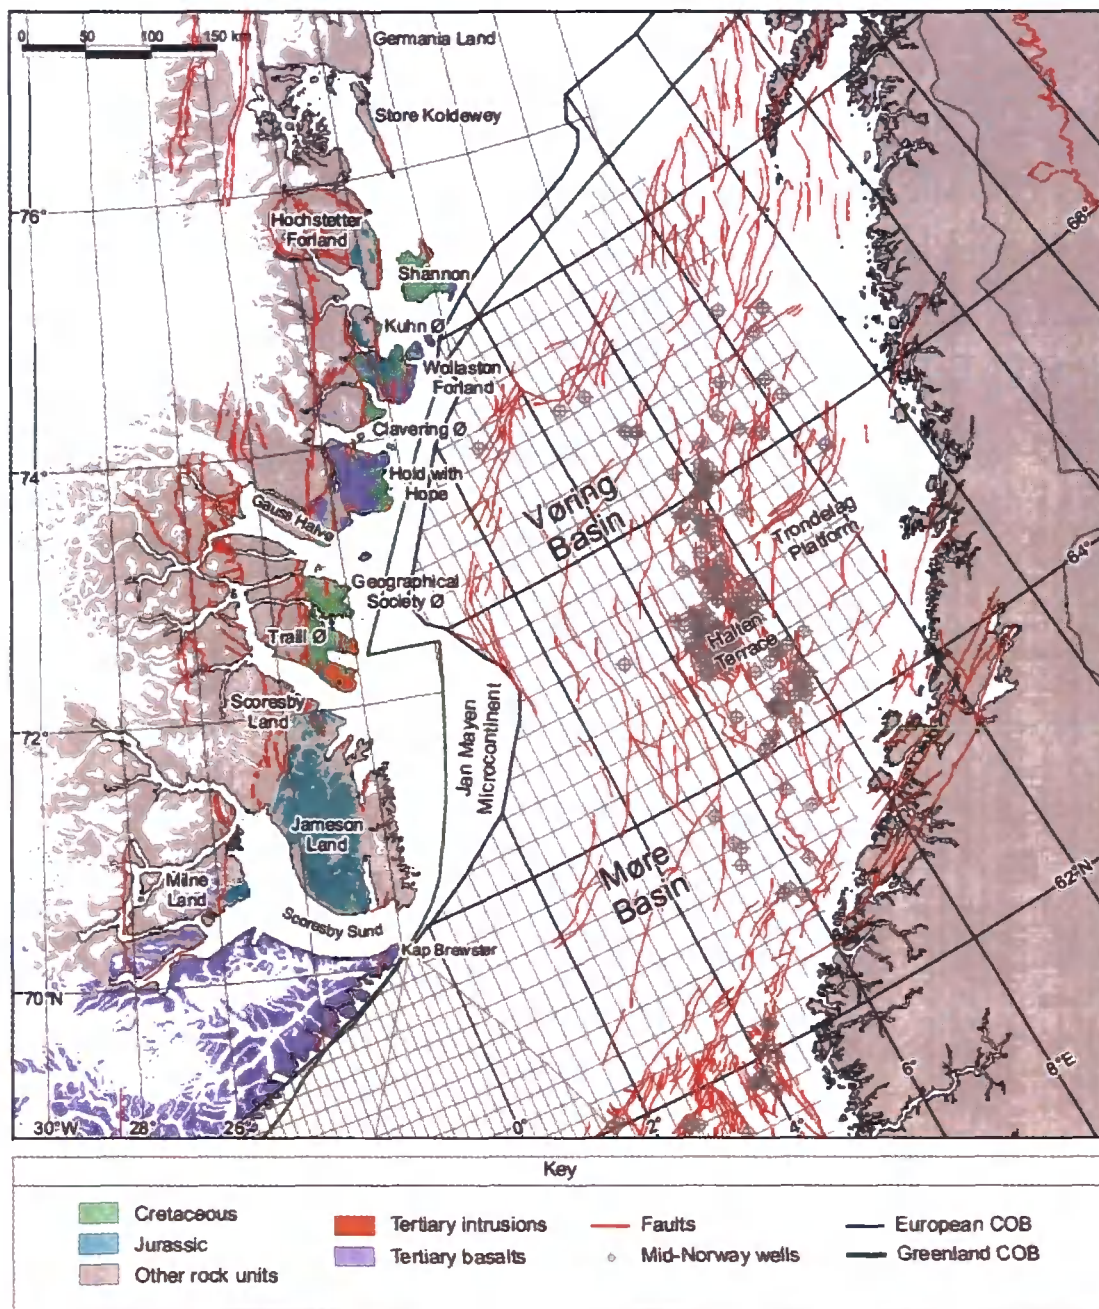 0 50 100 150 km
Germania Land
Store Koldewey
76°
Hochstetter
Forland
Shannon
68°
Kuhn Ø
Wollaston
Forland
Clavering Ø
74°
Hold with
Hope
Gauss Halvø
Vøring
Basin
Trondelag
Platform
64°
Geographical
Society Ø
Traill Ø
Halten
Terrace
Scoresby
Land
72°
Jan Mayen
Microcontinent
Jameson
Land
Møre
Basin
62°N
Milne
Land
Scoresby Sund
Kap Brewster
70°N
30°W 28° 26° 0° 2° 4° 6° 8°E
Key
Cretaceous
Jurassic
Other rock units
Tertiary intrusions
Tertiary basalts
Faults
Mid-Norway wells
European COB
Greenland COB